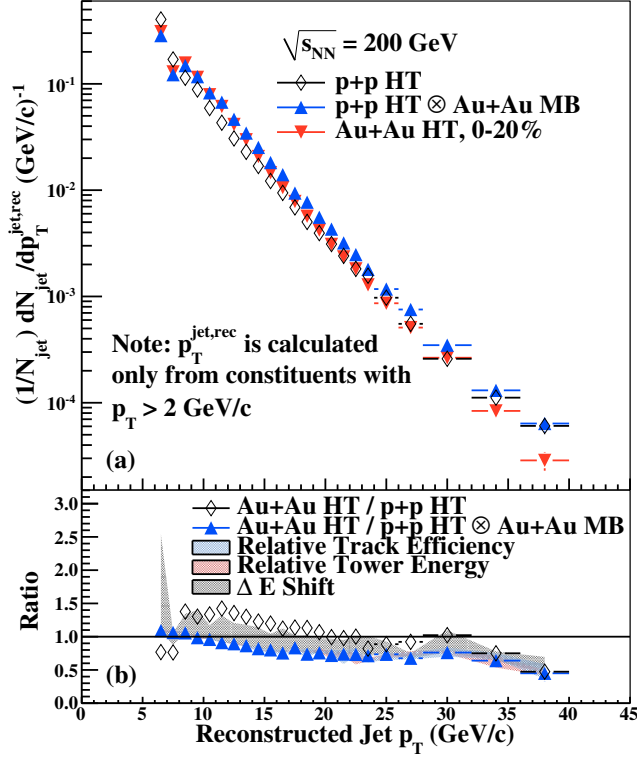 10⁻¹
10⁻²
10⁻³
10⁻⁴
(1/N_jet) dN_jet/dp_T^jet,rec (GeV/c)⁻¹
√s_NN = 200 GeV
p+p HT
p+p HT ⊗ Au+Au MB
Au+Au HT, 0-20%
Note: p_T^jet,rec is calculated
only from constituents with
p_T > 2 GeV/c
(a)
3.0
2.5
2.0
1.5
1.0
0.5
0.0
Ratio
Au+Au HT / p+p HT
Au+Au HT / p+p HT ⊗ Au+Au MB
Relative Track Efficiency
Relative Tower Energy
Δ E Shift
(b)
0 5 10 15 20 25 30 35 40 45
Reconstructed Jet p_T (GeV/c)